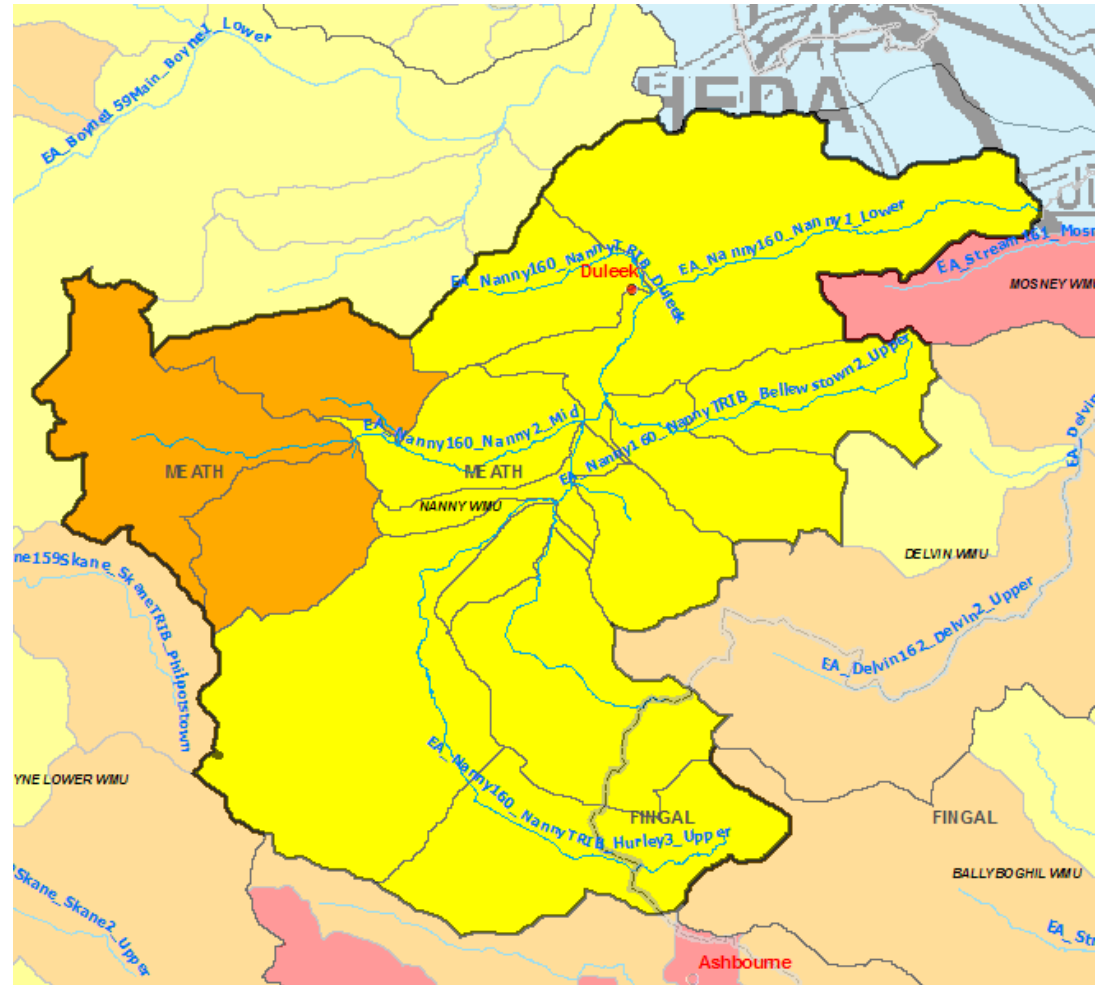 EA_Boyne159Main_Boyne1_Lower
HEDA
EA_Nanny160_Nanny1_Lower
EA_Stream161_Mosn
EA_Nanny160_NannyTRIB_Duleek
Duleek
MOSNEY WMU
EA_Nanny160_NannyTRIB_Bellewstown2_Upper
EA_Nanny160_Nanny2_Mid
EA_Delvin
MEATH
MEATH
NANNY WMU
DELVIN WMU
ne159Skane_SkaneTRIB_Philpotstown
EA_Delvin162_Delvin2_Upper
YNE LOWER WMU
EA_Nanny160_NannyTRIB_Hurley3_Upper
FINGAL
FINGAL
Skane_Skane2_Upper
BALLYBOGHIL WMU
EA_Str
Ashbourne